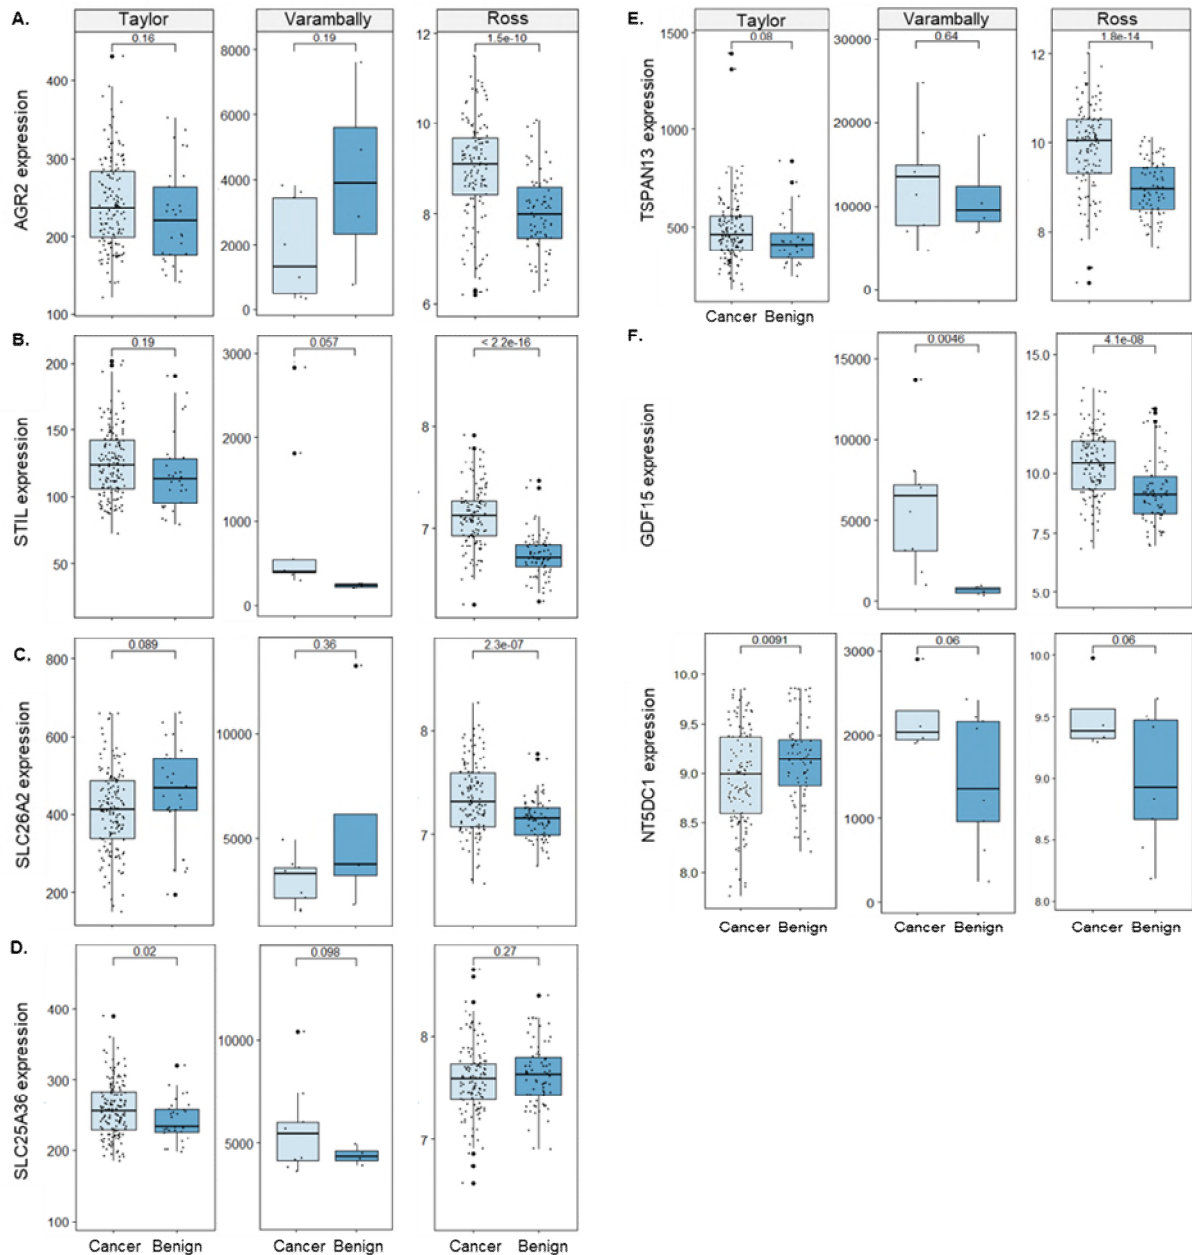 A.
Taylor
Varambally
Ross
AGR2 expression
0.16
400
300
200
100
0.19
8000
6000
4000
2000
0
1.5e-10
12
10
8
6
B.
STIL expression
0.19
200
150
100
50
0.057
3000
2000
1000
0
< 2.2e-16
8
7
C.
SLC26A2 expression
0.089
800
600
400
200
0.36
10000
5000
2.3e-07
8
7
D.
SLC25A36 expression
0.02
400
300
200
100
0.098
10000
5000
0.27
8
7
Cancer Benign
Cancer Benign
Cancer Benign
E.
Taylor
Varambally
Ross
TSPAN13 expression
0.08
1500
1000
500
0.64
30000
20000
10000
0
1.8e-14
12
10
8
Cancer Benign
F.
GDF15 expression
0.0046
15000
10000
5000
0
4.1e-08
15.0
12.5
10.0
7.5
5.0
NT5DC1 expression
0.0091
10.0
9.5
9.0
8.5
8.0
0.06
3000
2000
1000
0
0.06
10.0
9.5
9.0
8.5
8.0
Cancer Benign
Cancer Benign
Cancer Benign